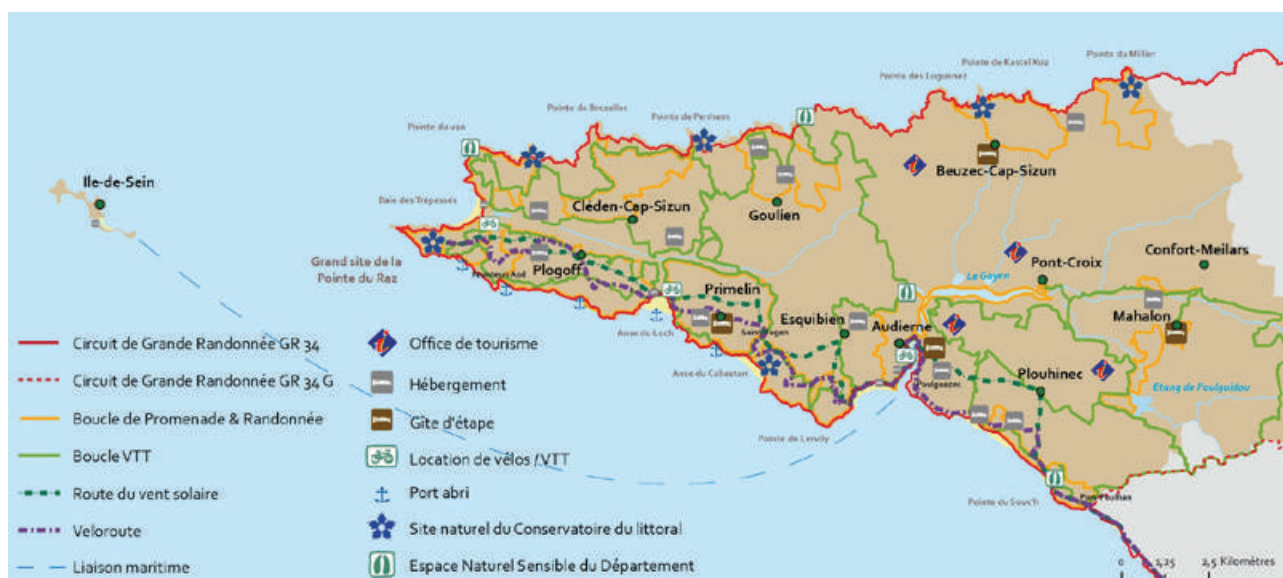 Pointe du Millier
Pointe de Kastel Koz
Pointe des Luguenez
Pointe de Brezellec
Pointe de Penharn
Pointe du van
Beuzec-Cap-Sizun
Ile-de-Sein
Cléden-Cap-Sizun
Goulien
Baie des Trépassés
Confort-Meilars
Pont-Croix
Le Goyen
Grand site de la
Pointe du Raz
Plogoff
Primelin
Mahalon
Esquibien
Audierne
Anse du Loch
Poulgoazec
Anse du Cabestan
Plouhinec
Étang de Poulguidou
Pointe de Lervily
Pointe du Souc'h
Circuit de Grande Randonnée GR 34
Circuit de Grande Randonnée GR 34 G
Boucle de Promenade & Randonnée
Boucle VTT
Route du vent solaire
Veloroute
Liaison maritime
Office de tourisme
Hébergement
Gîte d'étape
Location de vélos / VTT
Port abri
Site naturel du Conservatoire du littoral
Espace Naturel Sensible du Département
0 1,25 2,5 Kilomètres